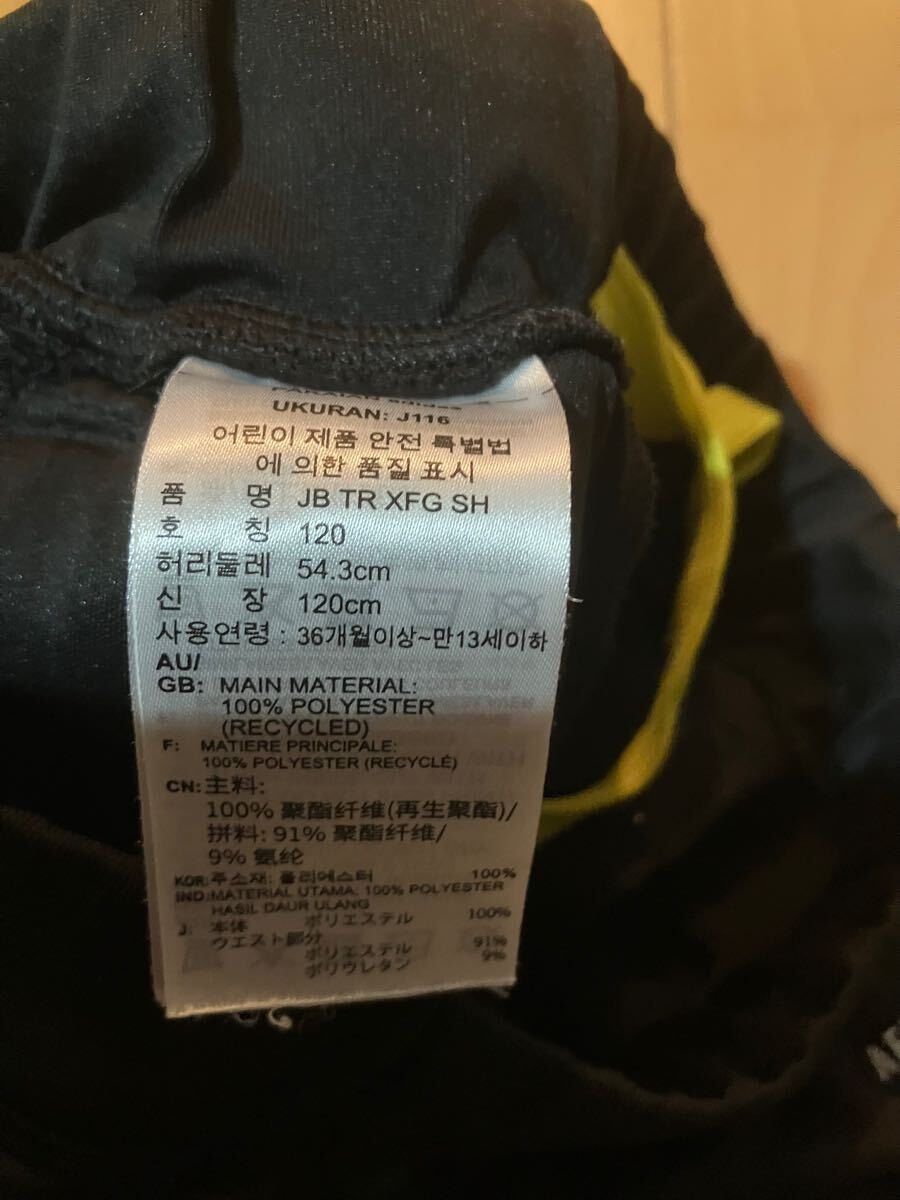 UKURAN: J116
어린이 제품 안전 특별법
에 의한 품질 표시
품 명 JB TR XFG SH
호 칭 120
허리둘레 54.3cm
신 장 120cm
사용연령 : 36개월이상~만13세이하
AU/
GB: MAIN MATERIAL:
100% POLYESTER
(RECYCLED)
F: MATIERE PRINCIPALE:
100% POLYESTER (RECYCLÉ)
CN: 主料:
100% 聚酯纤维(再生聚酯)/
拼料: 91% 聚酯纤维/
9% 氨纶
KOR: 주소재: 폴리에스터 100%
IND: MATERIAL UTAMA: 100% POLYESTER
HASIL DAUR ULANG
J: 本体 ポリエステル 100%
ウエスト部分
ポリエステル 91%
ポリウレタン 9%